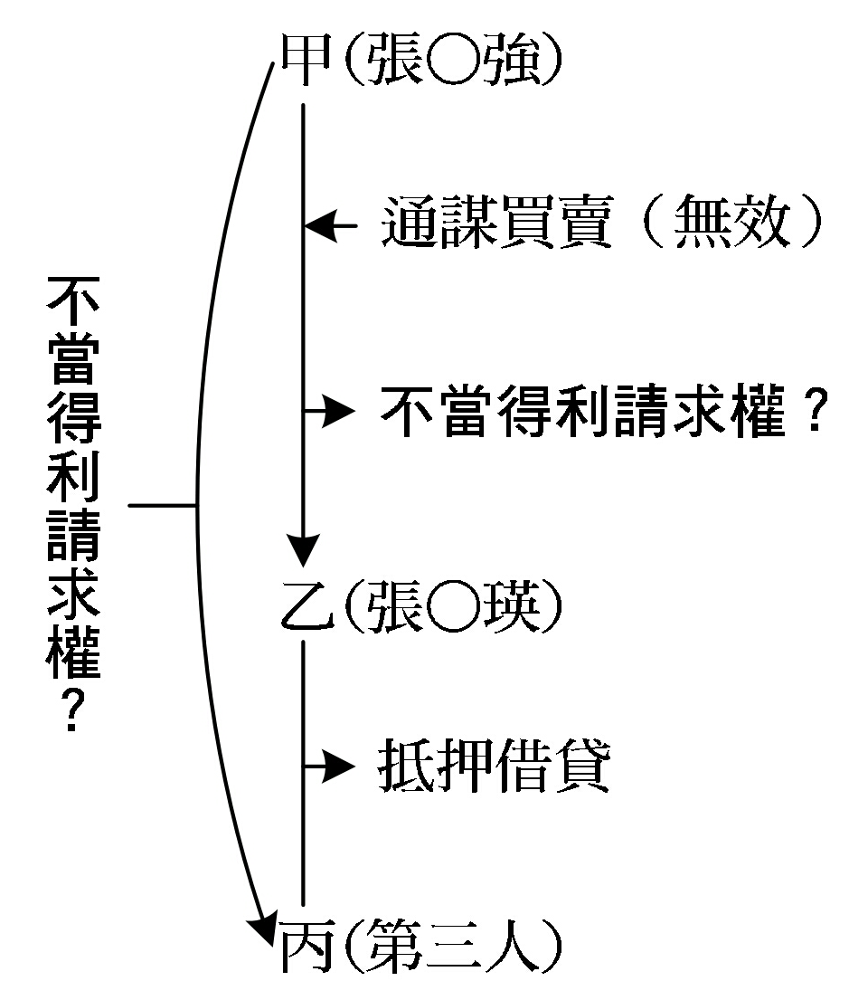 甲(張○強)
通謀買賣（無效）
不當得利請求權？
不當得利請求權？
乙(張○瑛)
抵押借貸
丙(第三人)